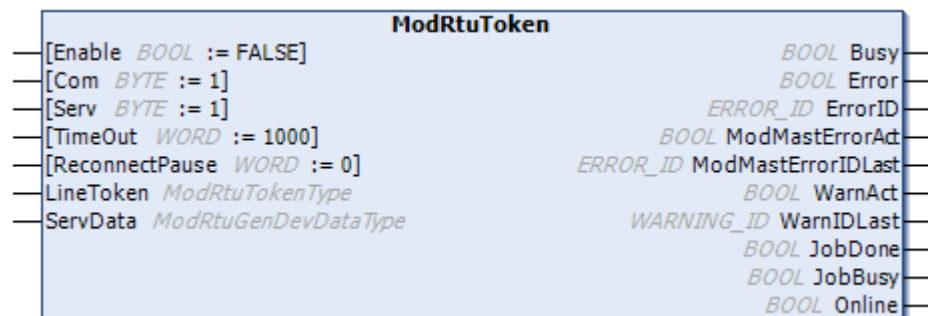 ModRtuToken
[Enable BOOL := FALSE] BOOL Busy
[Com BYTE := 1] BOOL Error
[Serv BYTE := 1] ERROR_ID ErrorID
[TimeOut WORD := 1000] BOOL ModMastErrorAct
[ReconnectPause WORD := 0] ERROR_ID ModMastErrorIDLast
LineToken ModRtuTokenType BOOL WarnAct
ServData ModRtuGenDevDataType WARNING_ID WarnIDLast
BOOL JobDone
BOOL JobBusy
BOOL Online